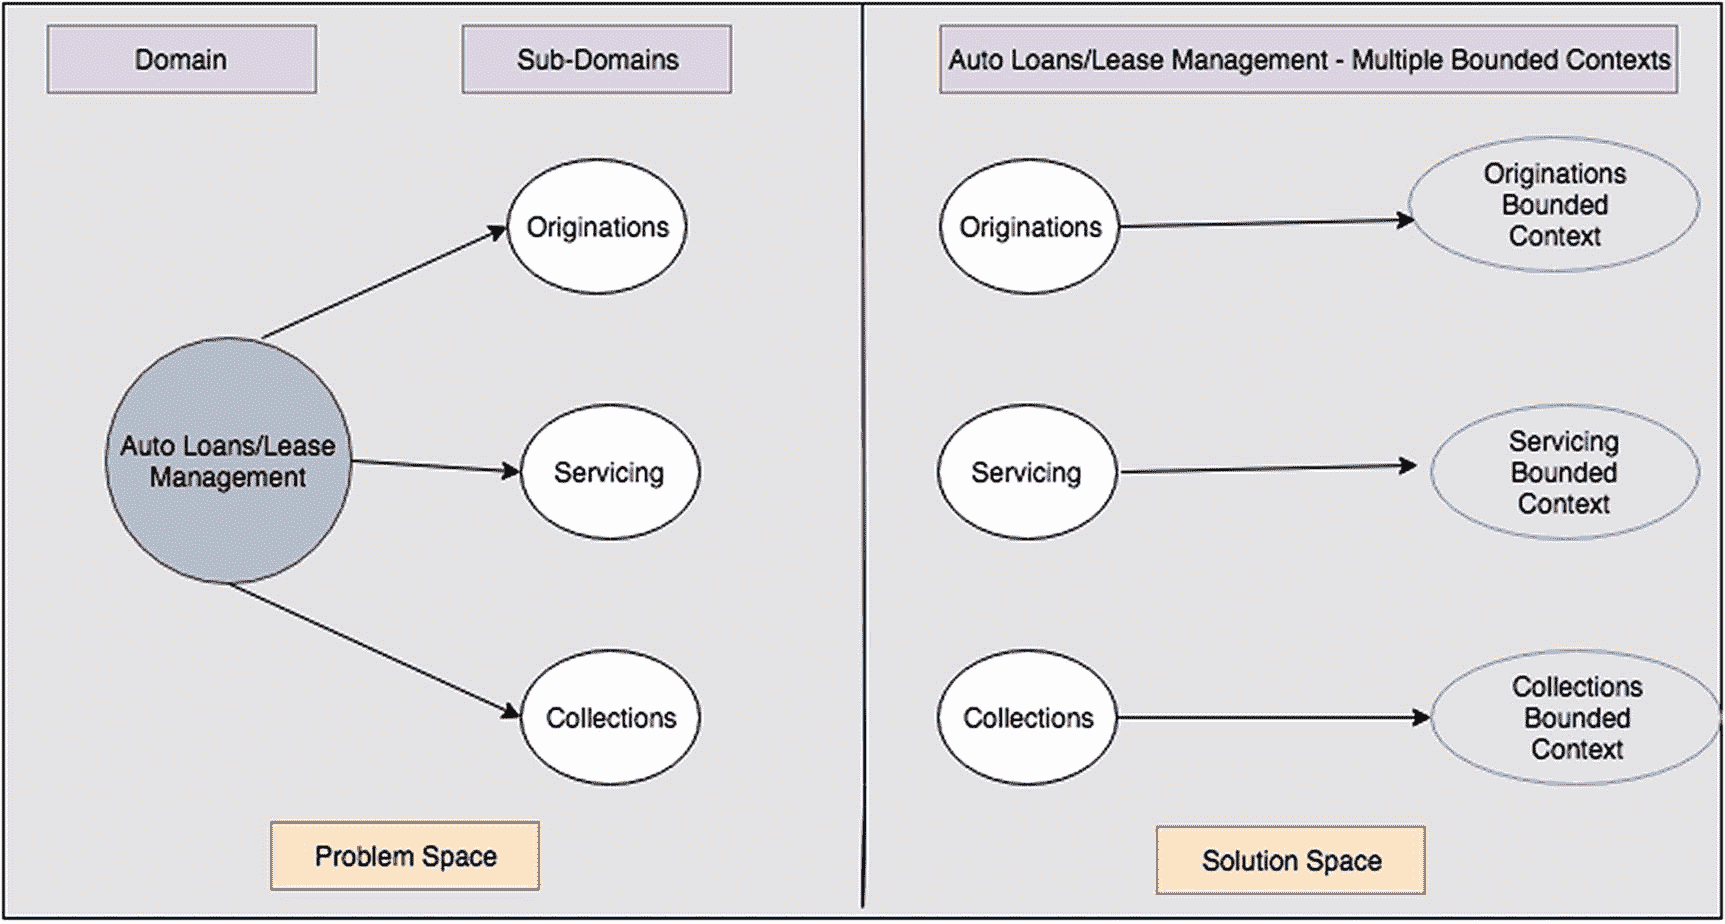 Domain
Sub-Domains
Originations
Auto Loans/Lease
Management
Servicing
Collections
Problem Space
Auto Loans/Lease Management - Multiple Bounded Contexts
Originations
Originations
Bounded
Context
Servicing
Servicing
Bounded
Context
Collections
Collections
Bounded
Context
Solution Space